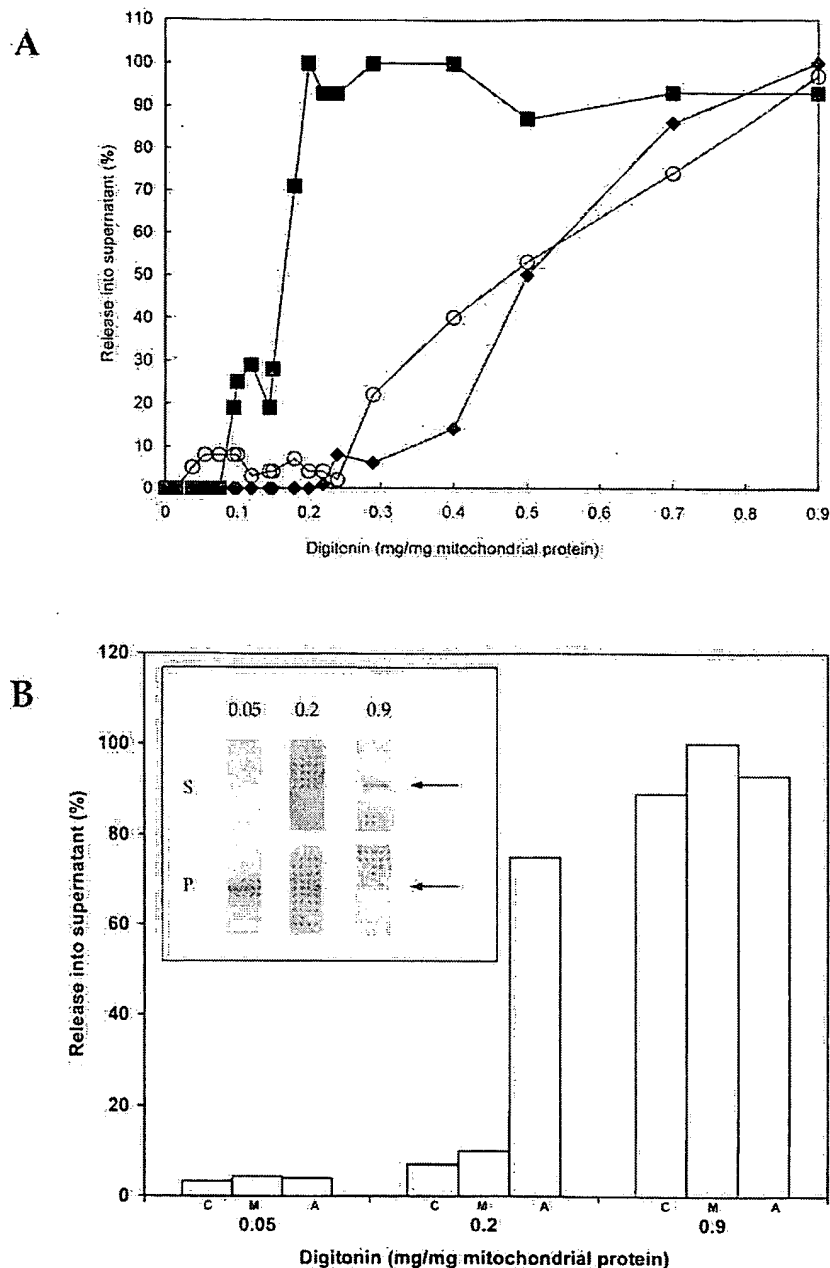 A
110
100
90
80
70
60
50
40
30
20
10
0
Release into supernatant (%)
0 0.1 0.2 0.3 0.4 0.5 0.6 0.7 0.8 0.9
Digitonin (mg/mg mitochondrial protein)
B
120
100
80
60
40
20
0
Release into supernatant (%)
0.05 0.2 0.9
S
P
C M A C M A C M A
0.05 0.2 0.9
Digitonin (mg/mg mitochondrial protein)